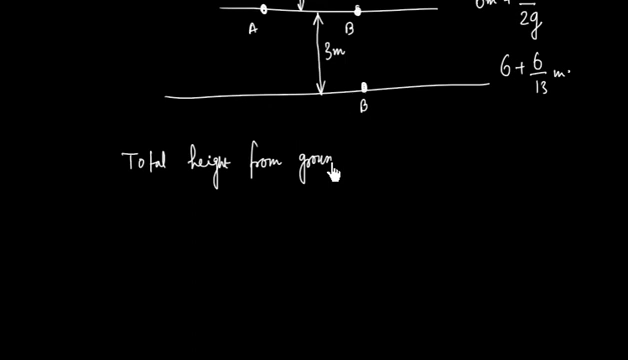 6m + 
2g
A B
3m
6 + 6/13 m.
B
Total height from groun